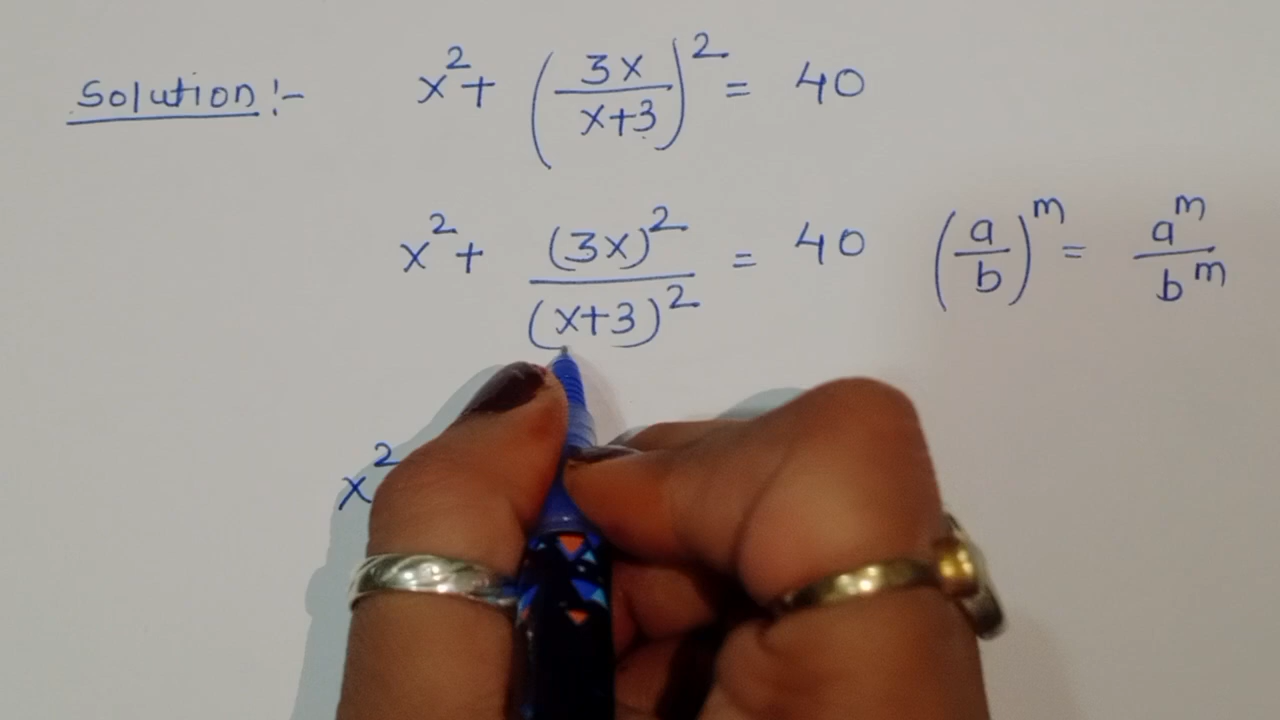 Solution :- x² + (3x/(x+3))² = 40
x² + (3x)²/(x+3)² = 40 (a/b)^m = a^m/b^m
x²